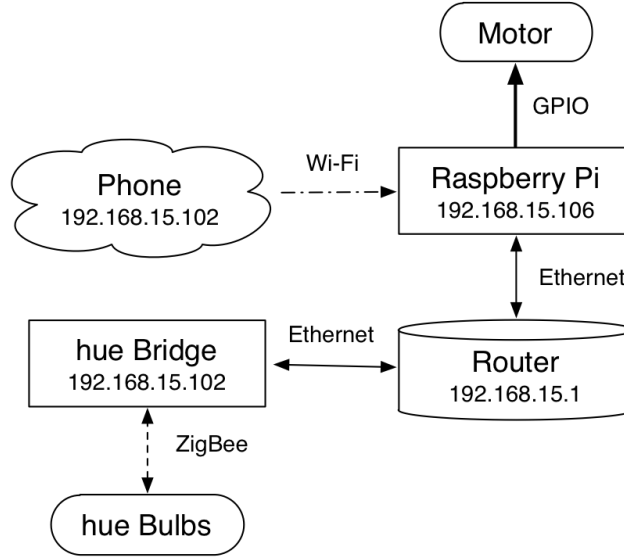 Motor
GPIO
Wi-Fi
Phone
192.168.15.102
Raspberry Pi
192.168.15.106
Ethernet
Ethernet
hue Bridge
192.168.15.102
Router
192.168.15.1
ZigBee
hue Bulbs